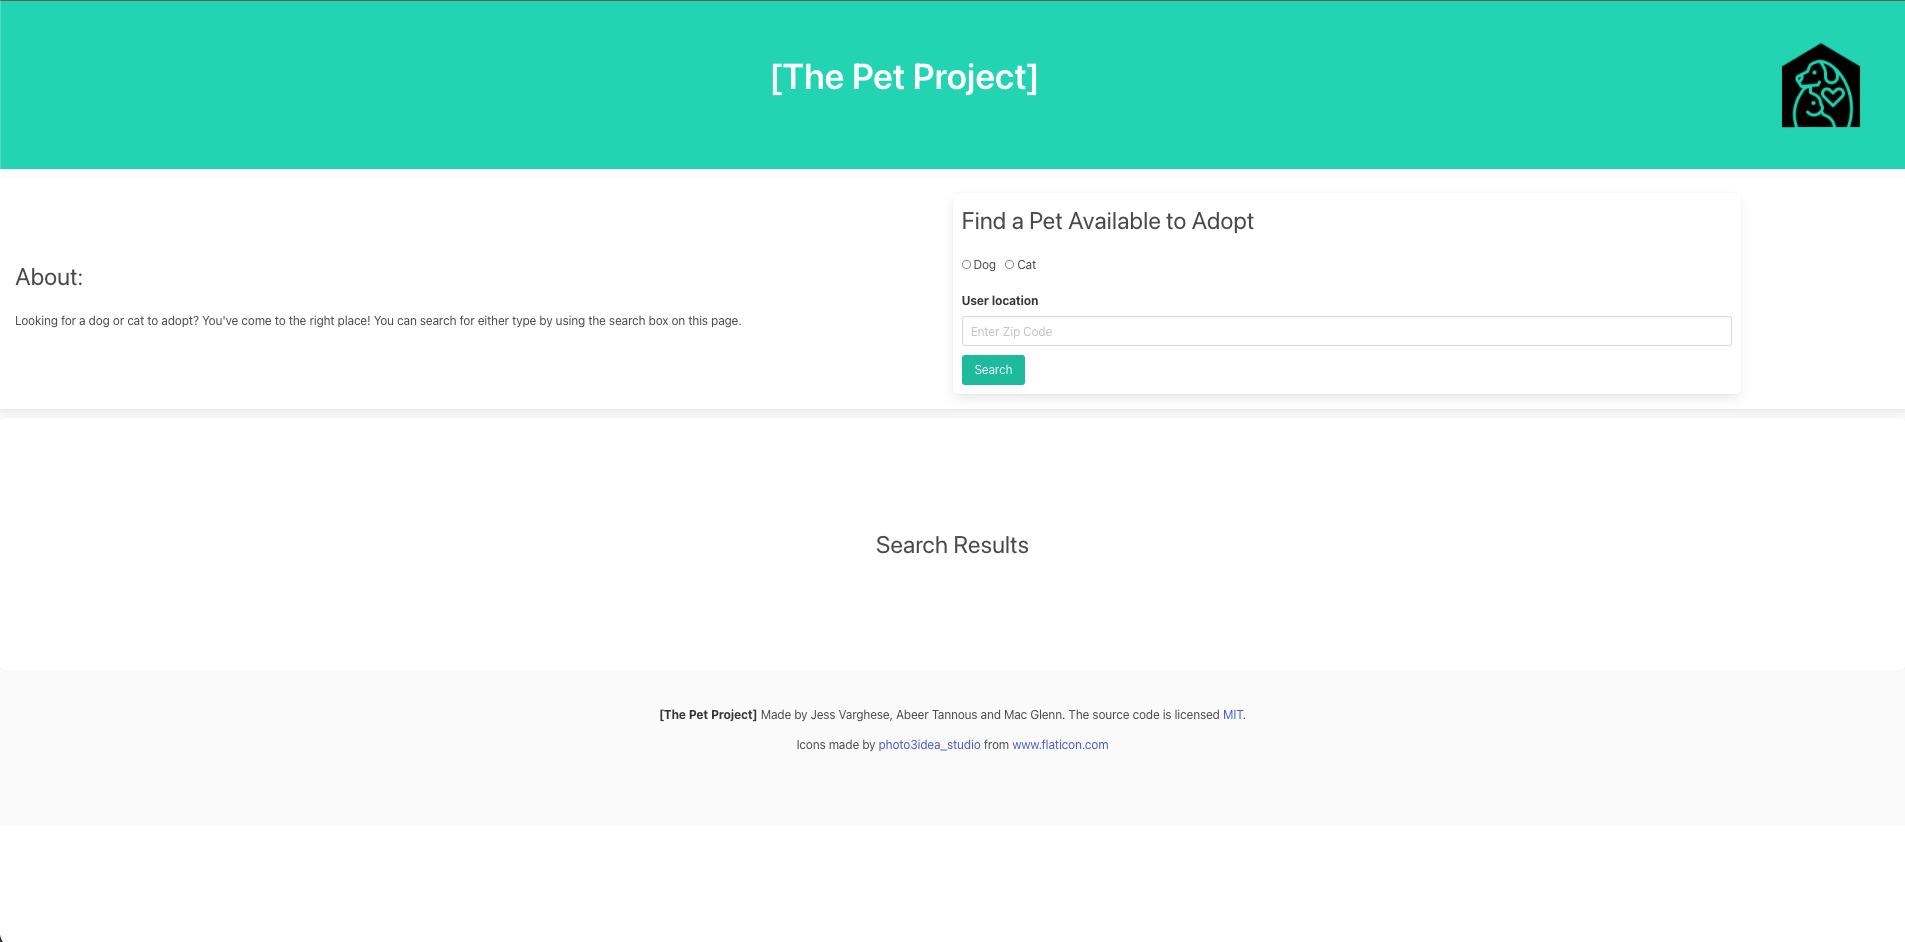 [The Pet Project]
About:
Looking for a dog or cat to adopt? You've come to the right place! You can search for either type by using the search box on this page.
Find a Pet Available to Adopt
Dog Cat
User location
Enter Zip Code
Search
Search Results
[The Pet Project] Made by Jess Varghese, Abeer Tannous and Mac Glenn. The source code is licensed MIT.
Icons made by photo3idea_studio from www.flaticon.com